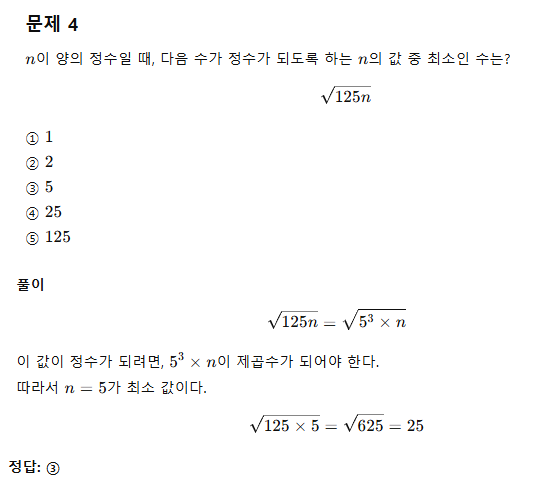 문제 4
n이 양의 정수일 때, 다음 수가 정수가 되도록 하는 n의 값 중 최소인 수는?
√125n
① 1
② 2
③ 5
④ 25
⑤ 125
풀이
√125n = √5³ × n
이 값이 정수가 되려면, 5³ × n이 제곱수가 되어야 한다.
따라서 n = 5가 최소 값이다.
√125 × 5 = √625 = 25
정답: ③